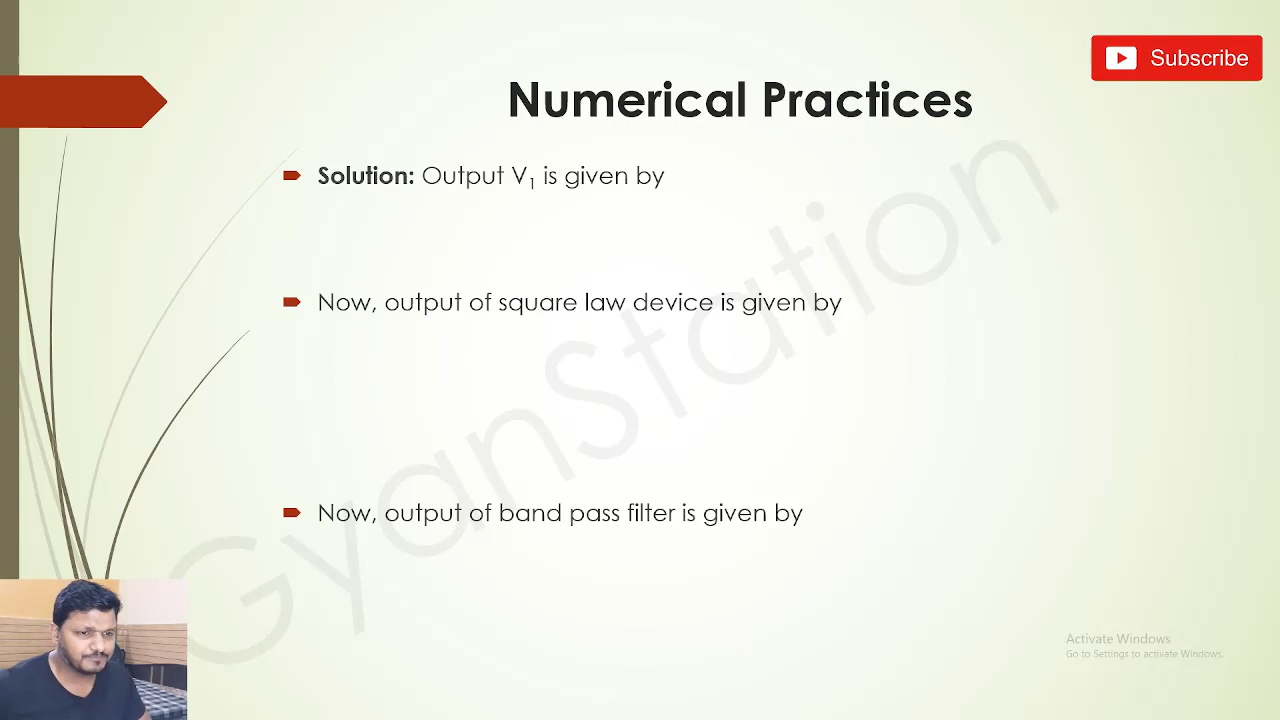 Subscribe
Numerical Practices
Solution: Output V₁ is given by
Now, output of square law device is given by
Now, output of band pass filter is given by
GyanStation
Activate Windows
Go to Settings to activate Windows.